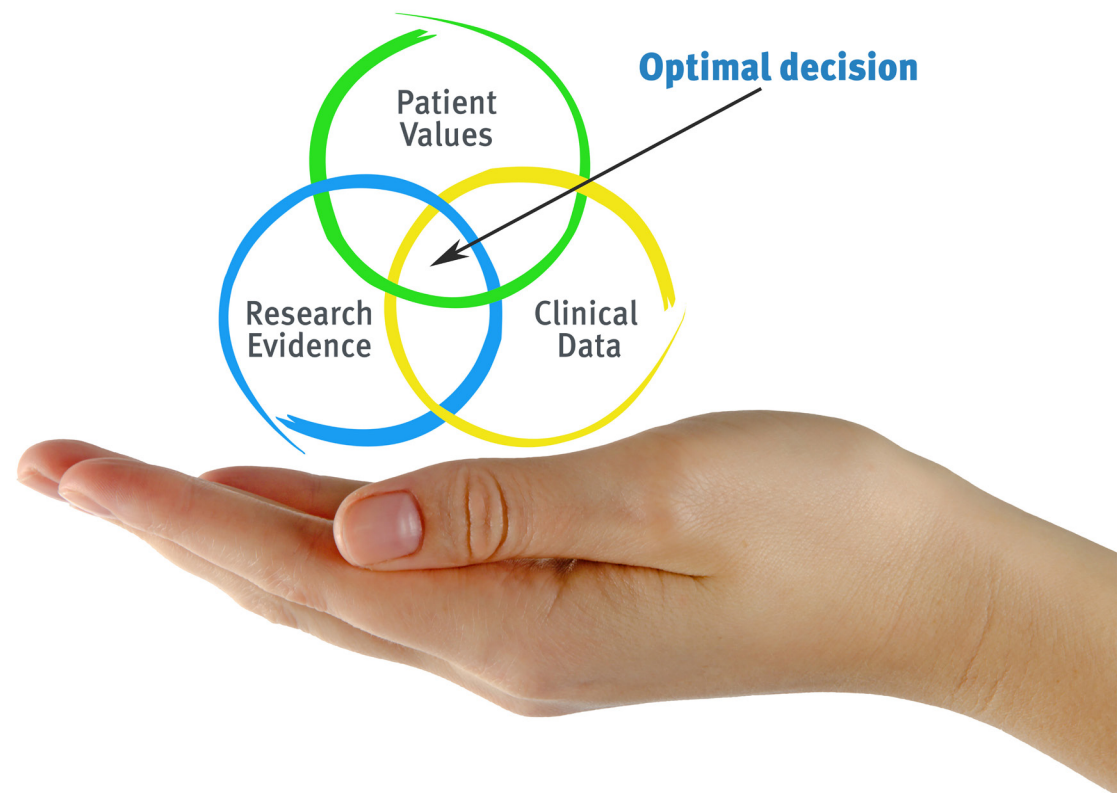 Optimal decision
Patient
Values
Research
Evidence
Clinical
Data